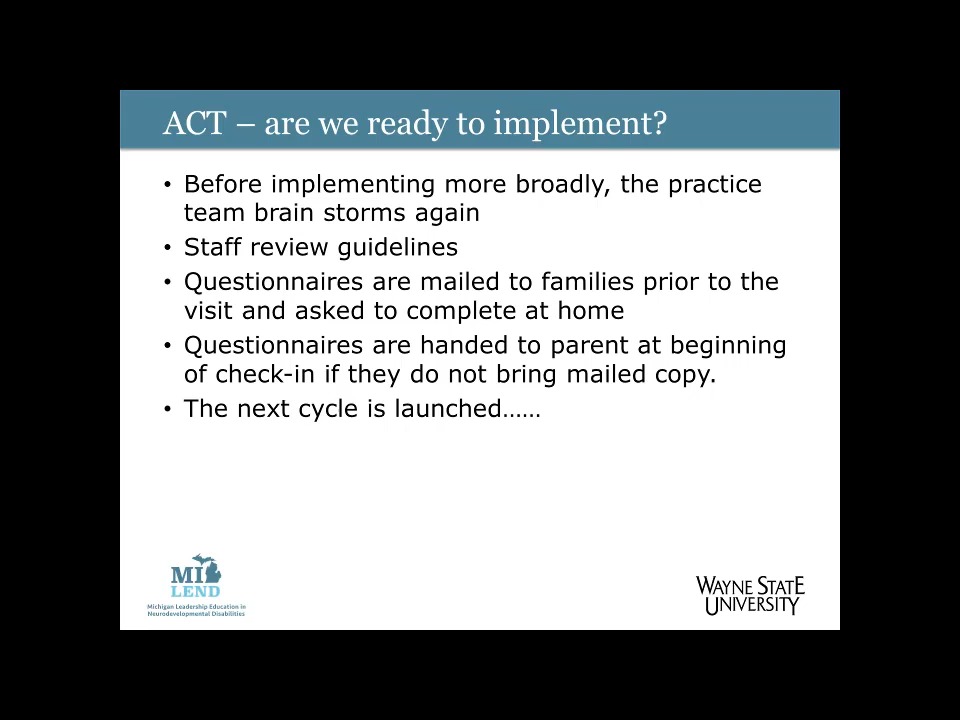 ACT – are we ready to implement?
• Before implementing more broadly, the practice
team brain storms again
• Staff review guidelines
• Questionnaires are mailed to families prior to the
visit and asked to complete at home
• Questionnaires are handed to parent at beginning
of check-in if they do not bring mailed copy.
• The next cycle is launched……
MI
LEND
Michigan Leadership Education in
Neurodevelopmental Disabilities
WAYNE STATE
UNIVERSITY